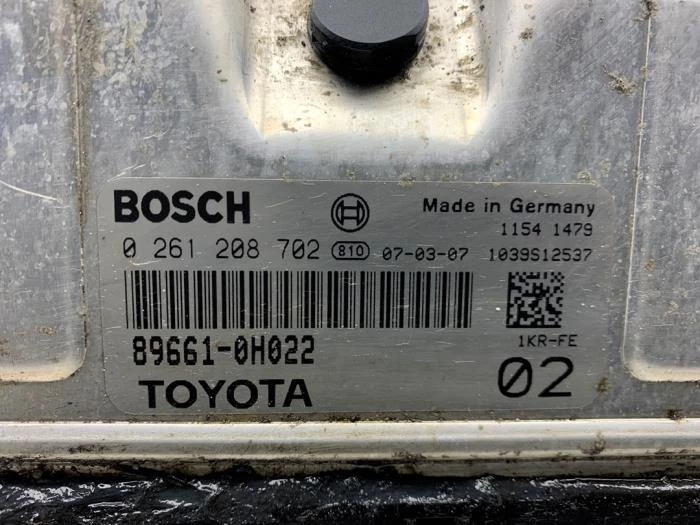 BOSCH Made in Germany
1154 1479
0 261 208 702 810 07-03-07 1039S12537
89661-0H022
1KR-FE
TOYOTA 02